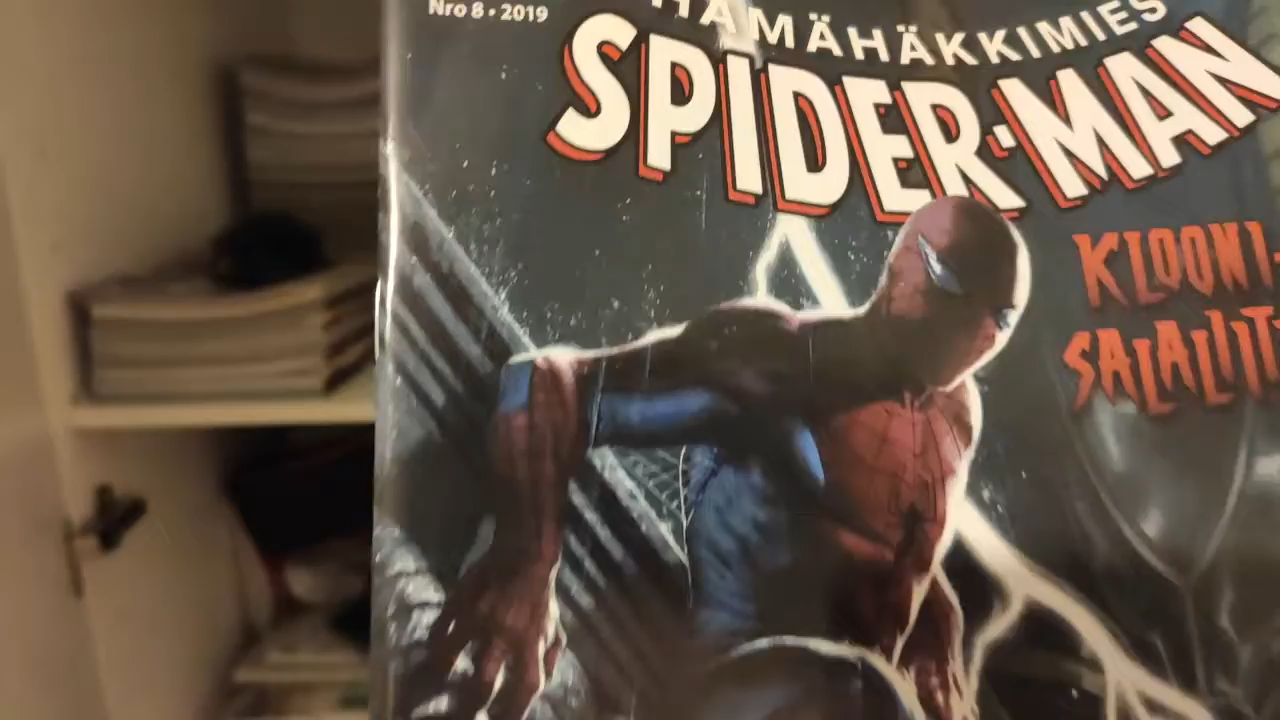 Nro 8 • 2019
HÄMÄHÄKKIMIES
SPIDER-MAN
KLOONI-